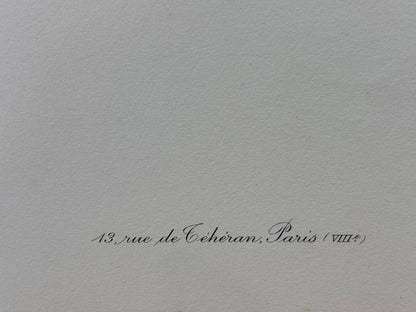 13, rue de Téhéran, Paris (VIIIe)